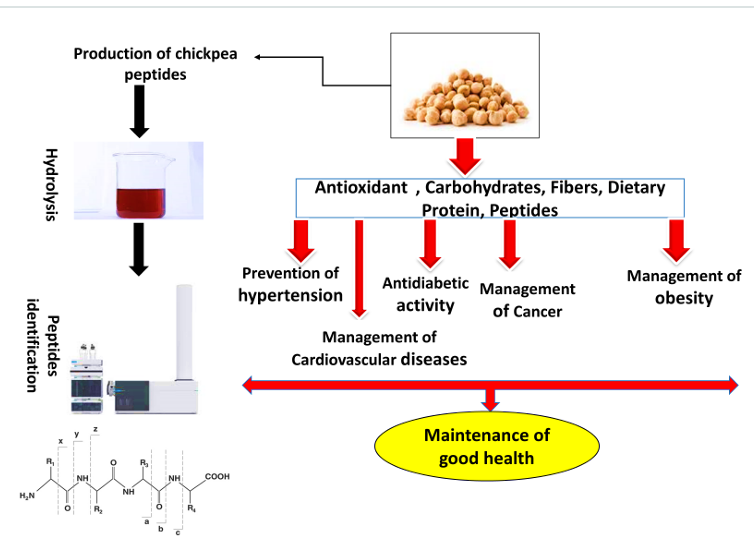 Production of chickpea
peptides
Hydrolysis
Peptides
identification
Antioxidant , Carbohydrates, Fibers, Dietary
Protein, Peptides
Prevention of
hypertension
Management of
Cardiovascular diseases
Antidiabetic
activity
Management
of Cancer
Management of
obesity
Maintenance of
good health
x y z
R₁ O R₃
H₂N NH NH NH COOH
O R₂ O R₄
a b c